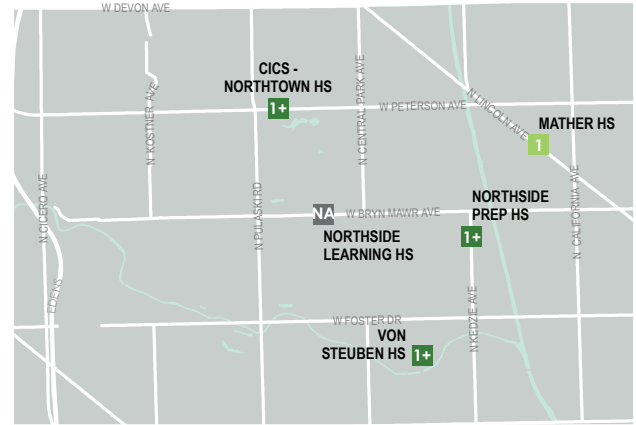 W DEVON AVE
CICS -
NORTHTOWN HS
1+
N KOSTNER AVE
N CENTRAL PARK AVE
W PETERSON AVE
N LINCOLN AVE
MATHER HS
1
N CICERO AVE
N PULASKI RD
NA
W BRYN MAWR AVE
NORTHSIDE
LEARNING HS
NORTHSIDE
PREP HS
1+
N CALIFORNIA AVE
EDENS
W FOSTER DR
VON
STEUBEN HS
1+
N KEDZIE AVE